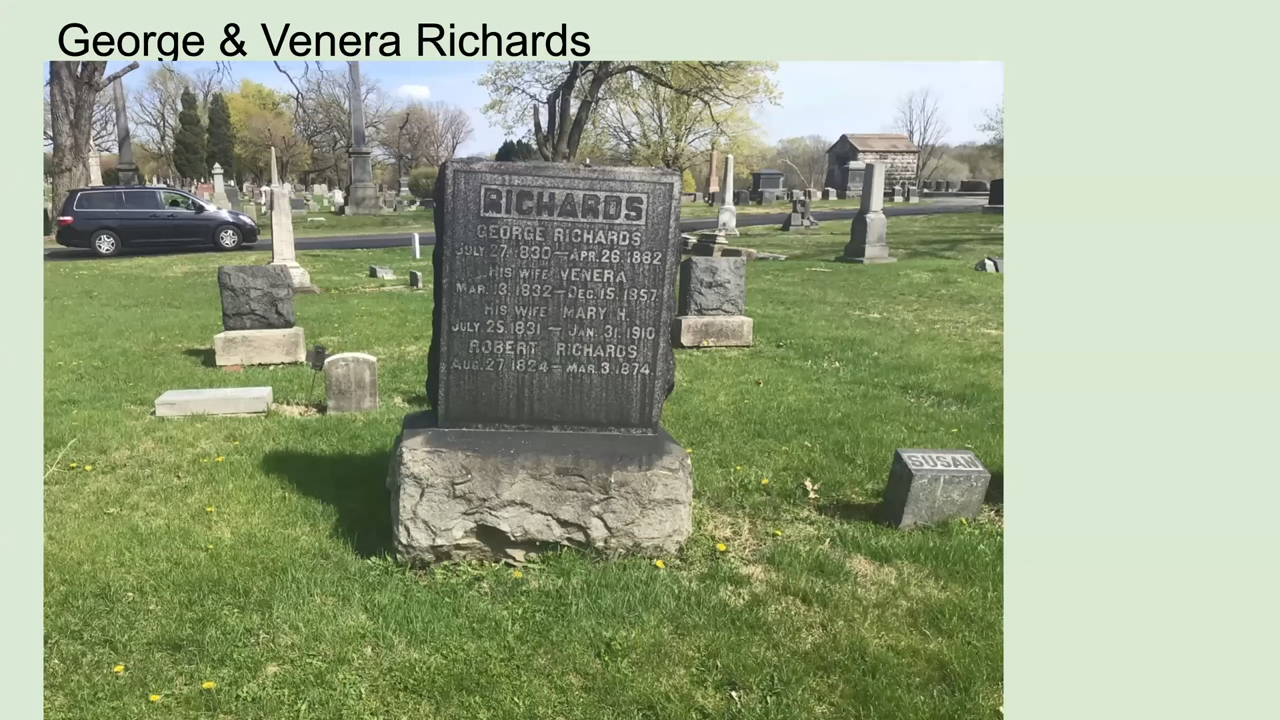 George & Venera Richards
RICHARDS
GEORGE RICHARDS
JULY 27, 1830 — APR. 26, 1882
HIS WIFE VENERA
MAR. 13, 1832 — DEC. 15, 1857
HIS WIFE MARY H.
JULY 25, 1831 — JAN. 31, 1910
ROBERT RICHARDS
AUG. 27, 1824 — MAR. 3, 1874
SUSAN